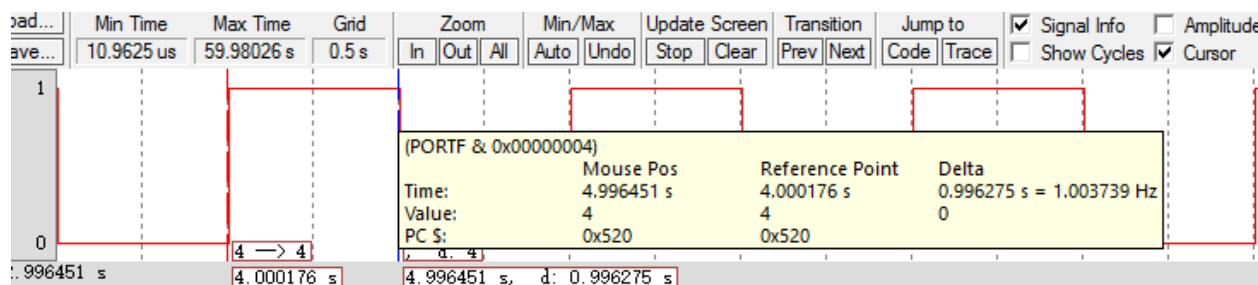 oad... Min Time Max Time Grid Zoom Min/Max Update Screen Transition Jump to Signal Info Amplitude
ave... 10.9625 us 59.98026 s 0.5 s In Out All Auto Undo Stop Clear Prev Next Code Trace Show Cycles Cursor
1
(PORTF & 0x00000004)
Mouse Pos Reference Point Delta
Time: 4.996451 s 4.000176 s 0.996275 s = 1.003739 Hz
Value: 4 4 0
PC $: 0x520 0x520
0
4 —> 4 , d: 4
2.996451 s 4.000176 s 4.996451 s, d: 0.996275 s